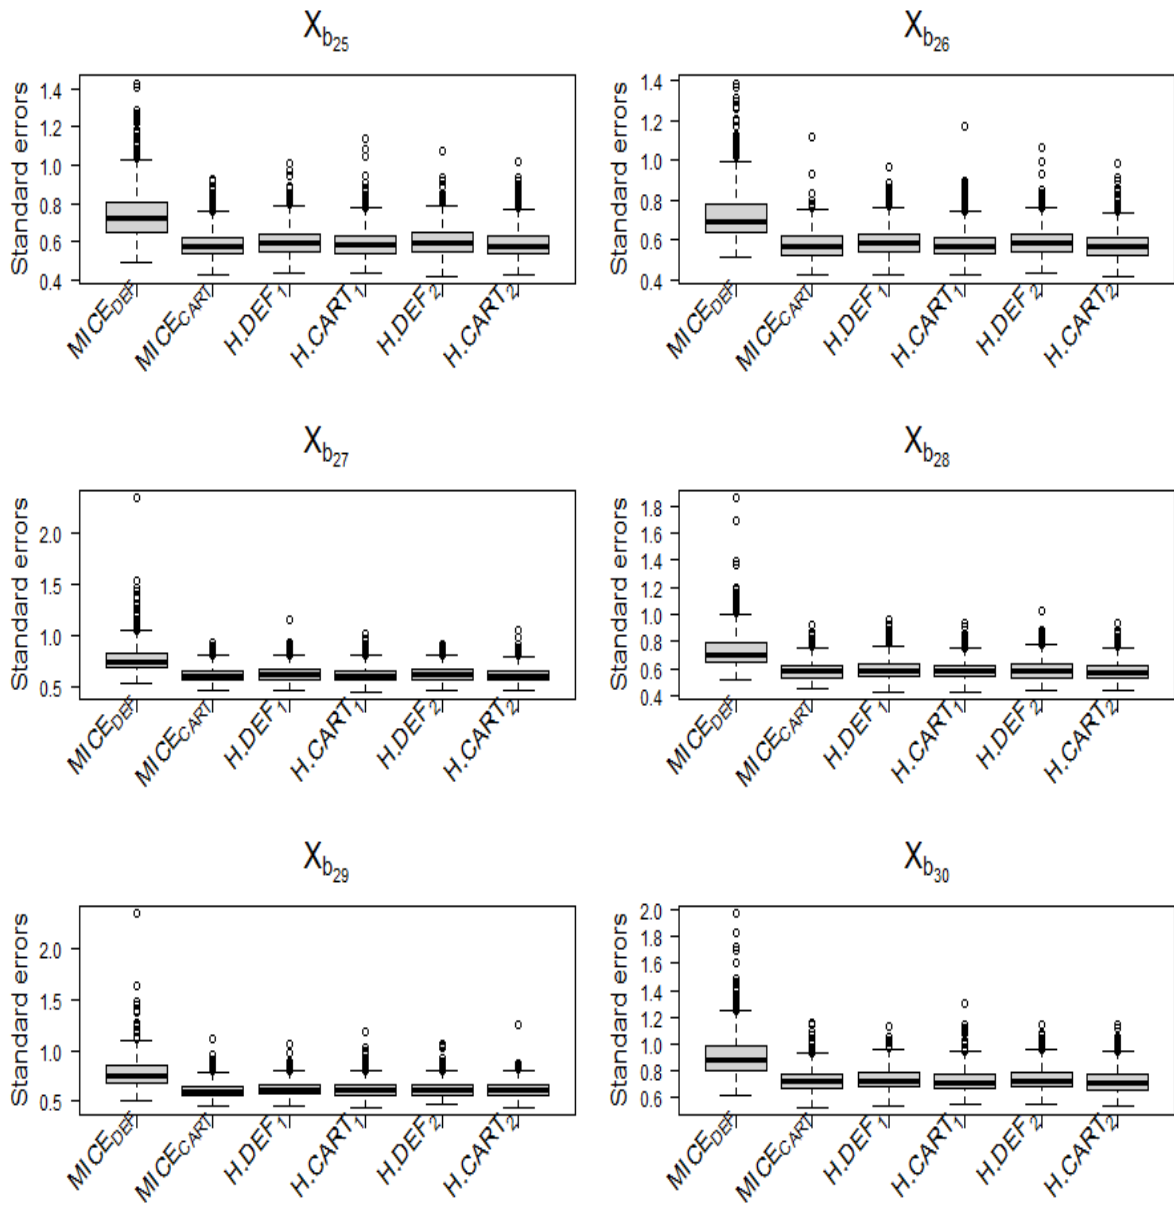 X_b25
Standard errors
1.4
1.2
1.0
0.8
0.6
0.4
MICE_DEF
MICE_CART
H.DEF_1
H.CART_1
H.DEF_2
H.CART_2
X_b26
Standard errors
1.4
1.2
1.0
0.8
0.6
0.4
MICE_DEF
MICE_CART
H.DEF_1
H.CART_1
H.DEF_2
H.CART_2
X_b27
Standard errors
2.0
1.5
1.0
0.5
MICE_DEF
MICE_CART
H.DEF_1
H.CART_1
H.DEF_2
H.CART_2
X_b28
Standard errors
1.8
1.6
1.4
1.2
1.0
0.8
0.6
0.4
MICE_DEF
MICE_CART
H.DEF_1
H.CART_1
H.DEF_2
H.CART_2
X_b29
Standard errors
2.0
1.5
1.0
0.5
MICE_DEF
MICE_CART
H.DEF_1
H.CART_1
H.DEF_2
H.CART_2
X_b30
Standard errors
2.0
1.8
1.6
1.4
1.2
1.0
0.8
0.6
MICE_DEF
MICE_CART
H.DEF_1
H.CART_1
H.DEF_2
H.CART_2